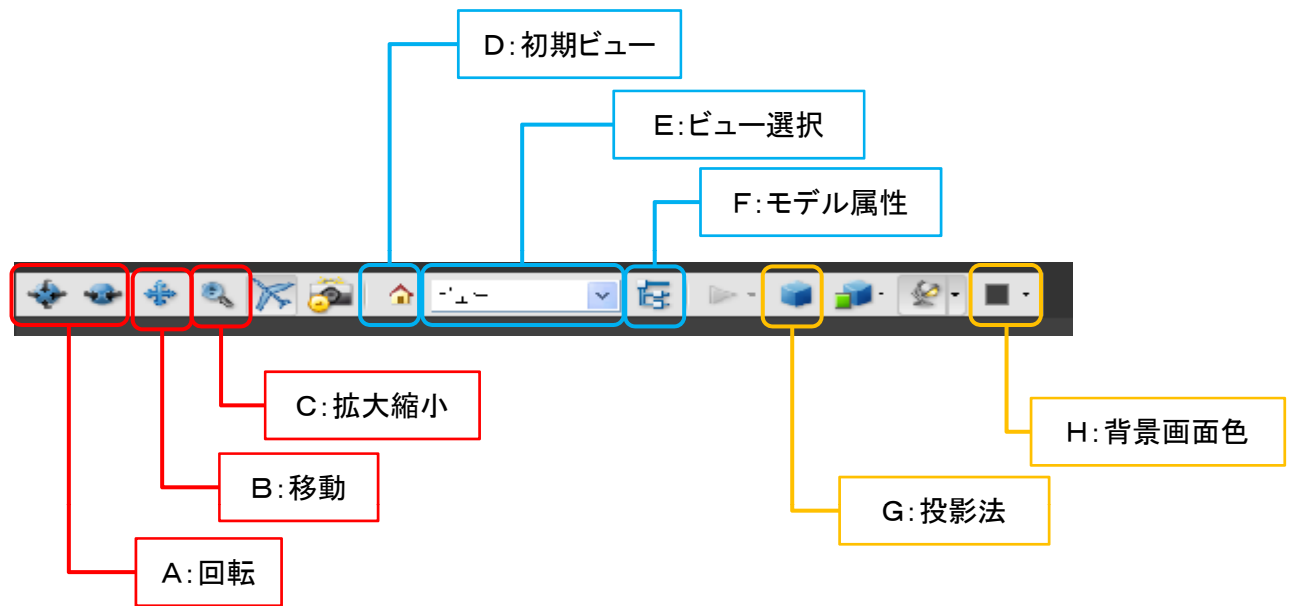 D:初期ビュー
E:ビュー選択
F:モデル属性
C:拡大縮小
B:移動
A:回転
H:背景画面色
G:投影法